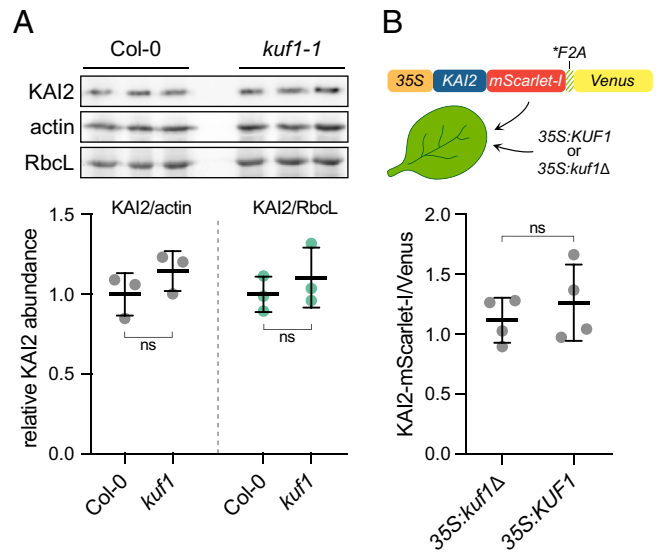 A
Col-0 kuf1-1
KAI2
actin
RbcL
KAI2/actin KAI2/RbcL
relative KAI2 abundance
1.5
1.0
0.5
0.0
ns ns
Col-0 kuf1 Col-0 kuf1
B
*F2A
35S KAI2 mScarlet-I Venus
35S:KUF1
or
35S:kuf1Δ
KAI2-mScarlet-I/Venus
2.0
1.5
1.0
0.5
0.0
ns
35S:kuf1Δ 35S:KUF1